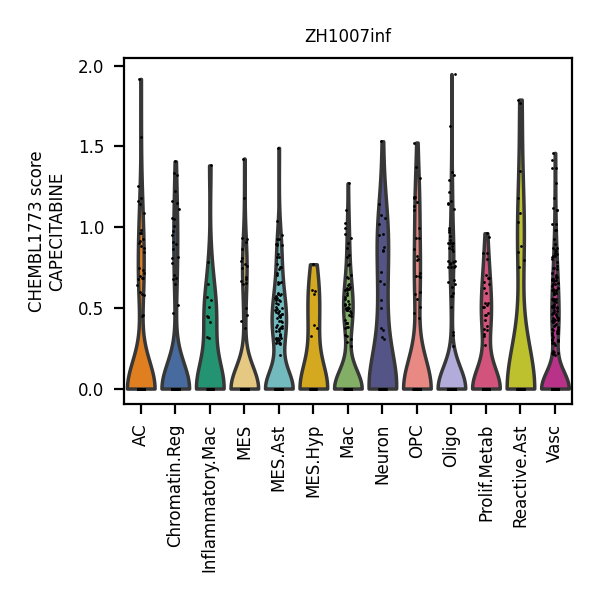 ZH1007inf
CHEMBL1773 score
CAPECITABINE
2.0
1.5
1.0
0.5
0.0
AC
Chromatin.Reg
Inflammatory.Mac
MES
MES.Ast
MES.Hyp
Mac
Neuron
OPC
Oligo
Prolif.Metab
Reactive.Ast
Vasc